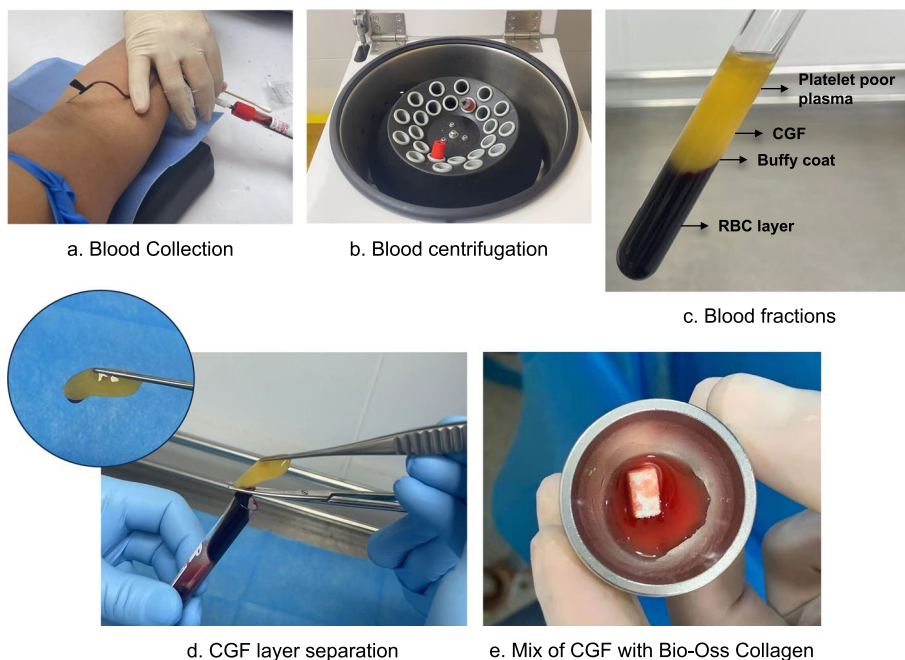 Platelet poor
plasma
CGF
Buffy coat
RBC layer
a. Blood Collection
b. Blood centrifugation
c. Blood fractions
d. CGF layer separation
e. Mix of CGF with Bio-Oss Collagen